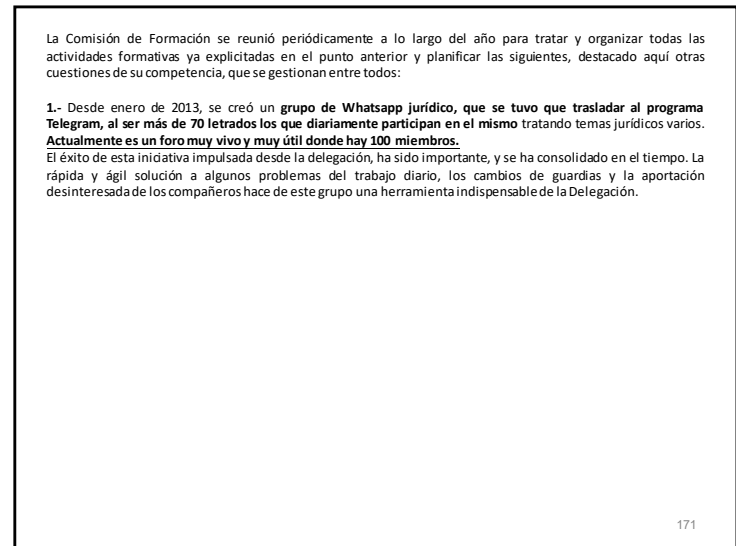 La Comisión de Formación se reunió periódicamente a lo largo del año para tratar y organizar todas las
actividades formativas ya explicitadas en el punto anterior y planificar las siguientes, destacado aquí otras
cuestiones de su competencia, que se gestionan entre todos:
1.- Desde enero de 2013, se creó un grupo de Whatsapp jurídico, que se tuvo que trasladar al programa
Telegram, al ser más de 70 letrados los que diariamente participan en el mismo tratando temas jurídicos varios.
Actualmente es un foro muy vivo y muy útil donde hay 100 miembros.
El éxito de esta iniciativa impulsada desde la delegación, ha sido importante, y se ha consolidado en el tiempo. La
rápida y ágil solución a algunos problemas del trabajo diario, los cambios de guardias y la aportación
desinteresada de los compañeros hace de este grupo una herramienta indispensable de la Delegación.
171